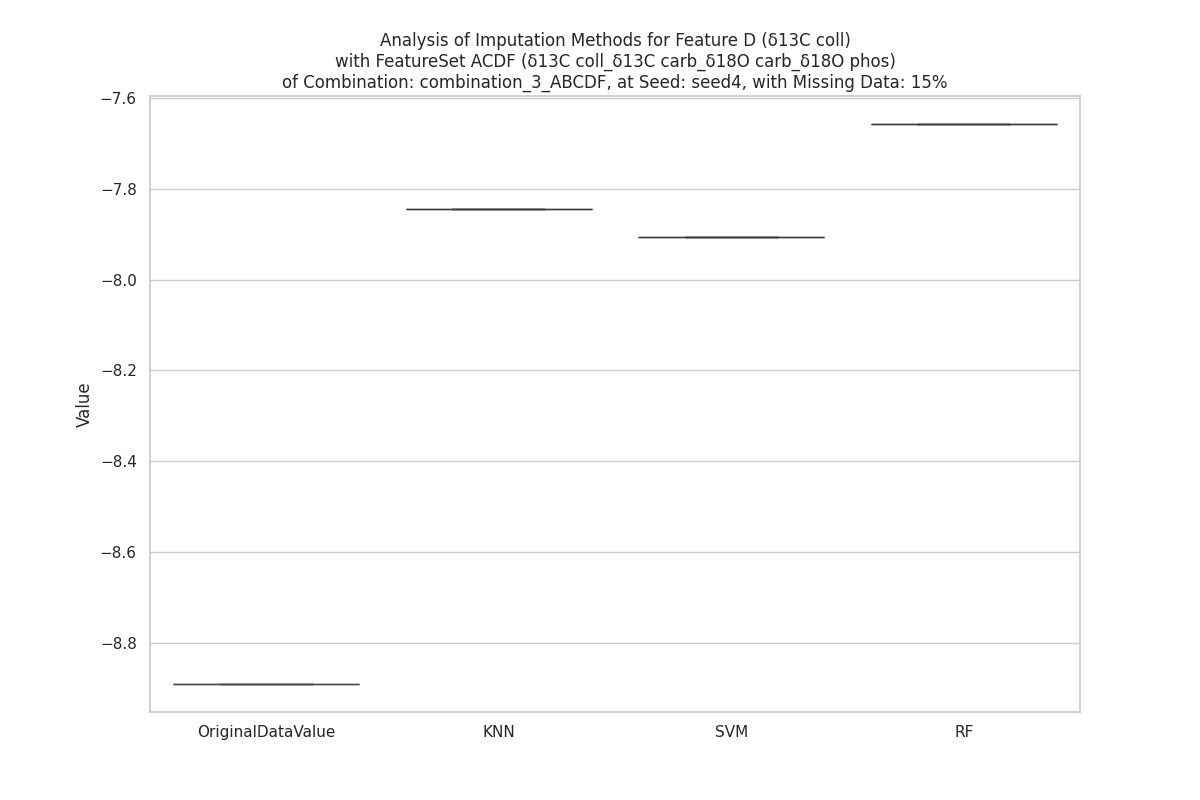 Analysis of Imputation Methods for Feature D (δ13C coll)
with FeatureSet ACDF (δ13C coll_δ13C carb_δ18O carb_δ18O phos)
of Combination: combination_3_ABCDF, at Seed: seed4, with Missing Data: 15%
−7.6
−7.8
−8.0
−8.2
−8.4
−8.6
−8.8
Value
OriginalDataValue
KNN
SVM
RF